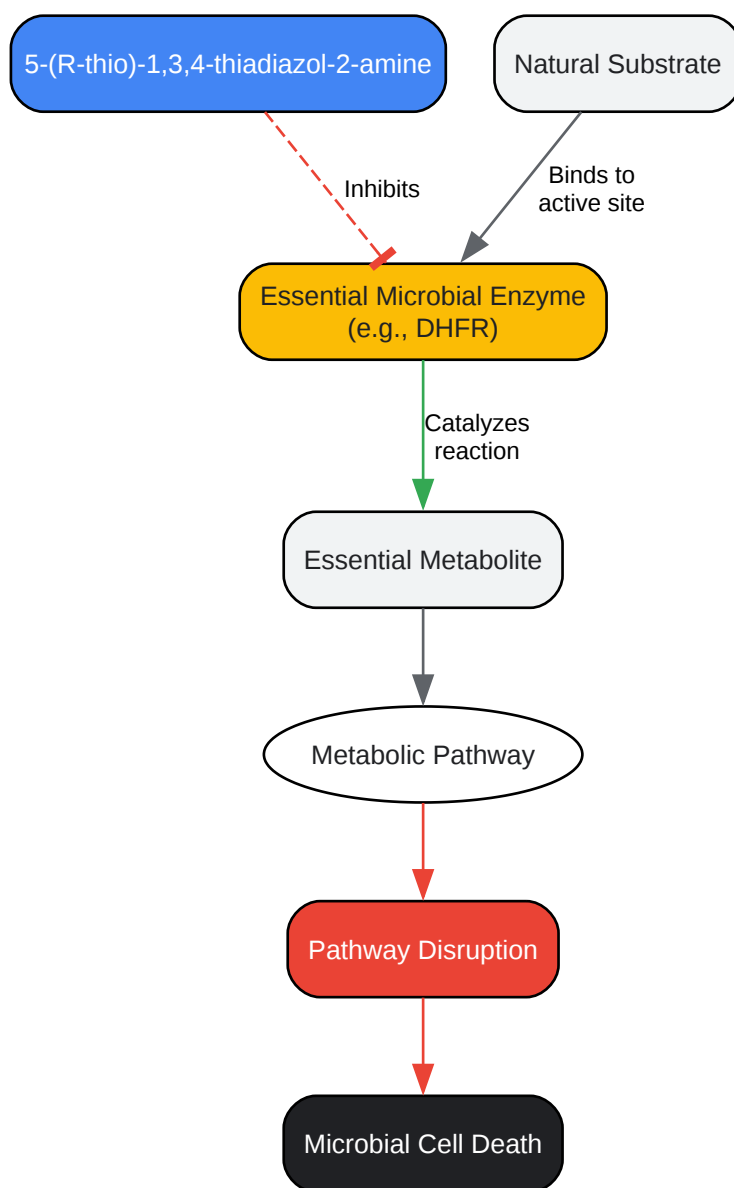 5-(R-thio)-1,3,4-thiadiazol-2-amine
Natural Substrate
Inhibits
Binds to
active site
Essential Microbial Enzyme
(e.g., DHFR)
Catalyzes
reaction
Essential Metabolite
Metabolic Pathway
Pathway Disruption
Microbial Cell Death